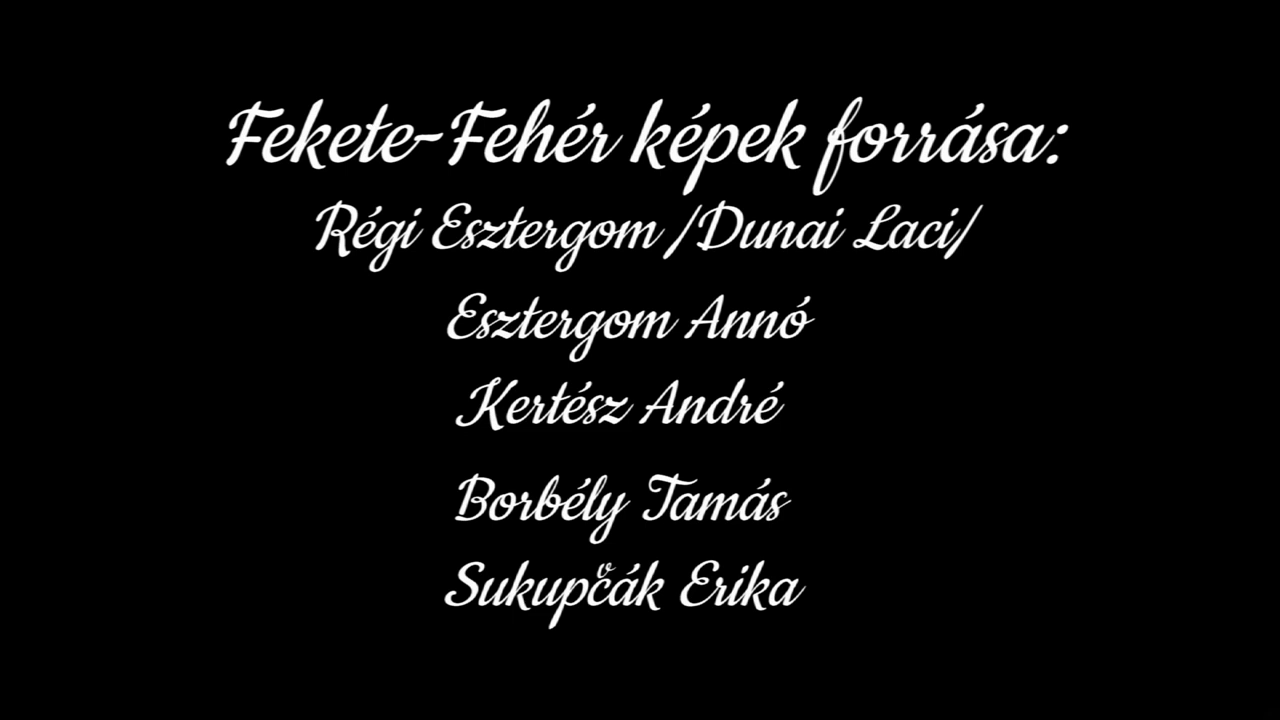 Fekete-Fehér képek forrása:
Régi Esztergom /Dunai Laci/
Esztergom Annó
Kertész André
Borbély Tamás
Sukupčák Erika